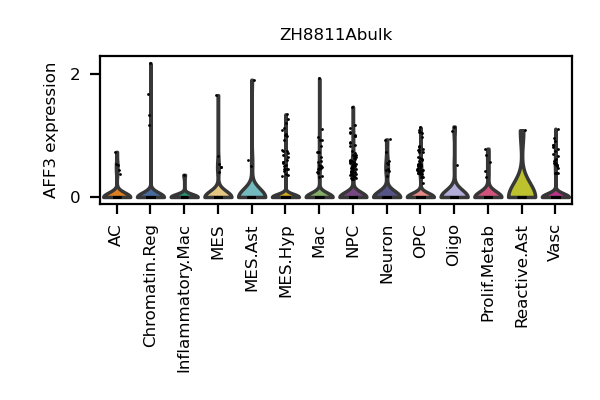 ZH8811Abulk
AFF3 expression
2
0
AC
Chromatin.Reg
Inflammatory.Mac
MES
MES.Ast
MES.Hyp
Mac
NPC
Neuron
OPC
Oligo
Prolif.Metab
Reactive.Ast
Vasc